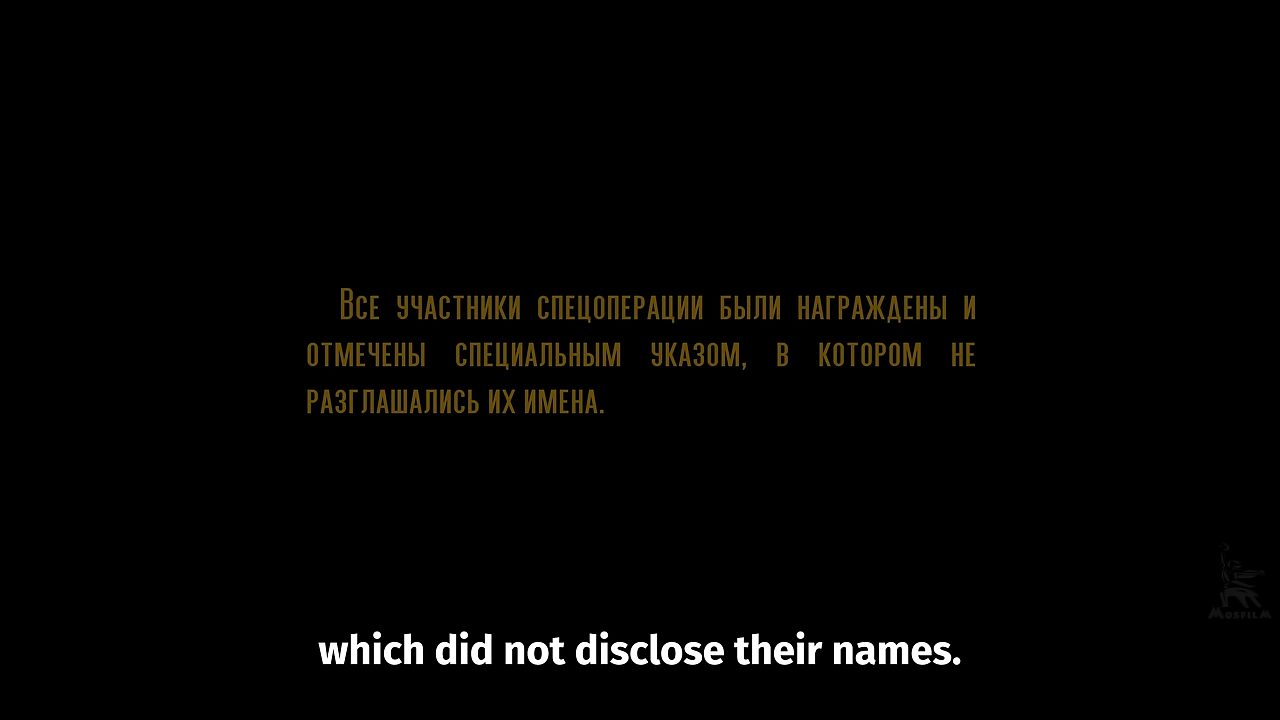 Все участники спецоперации были награждены и
отмечены специальным указом, в котором не
разглашались их имена.
MOSFILM
which did not disclose their names.